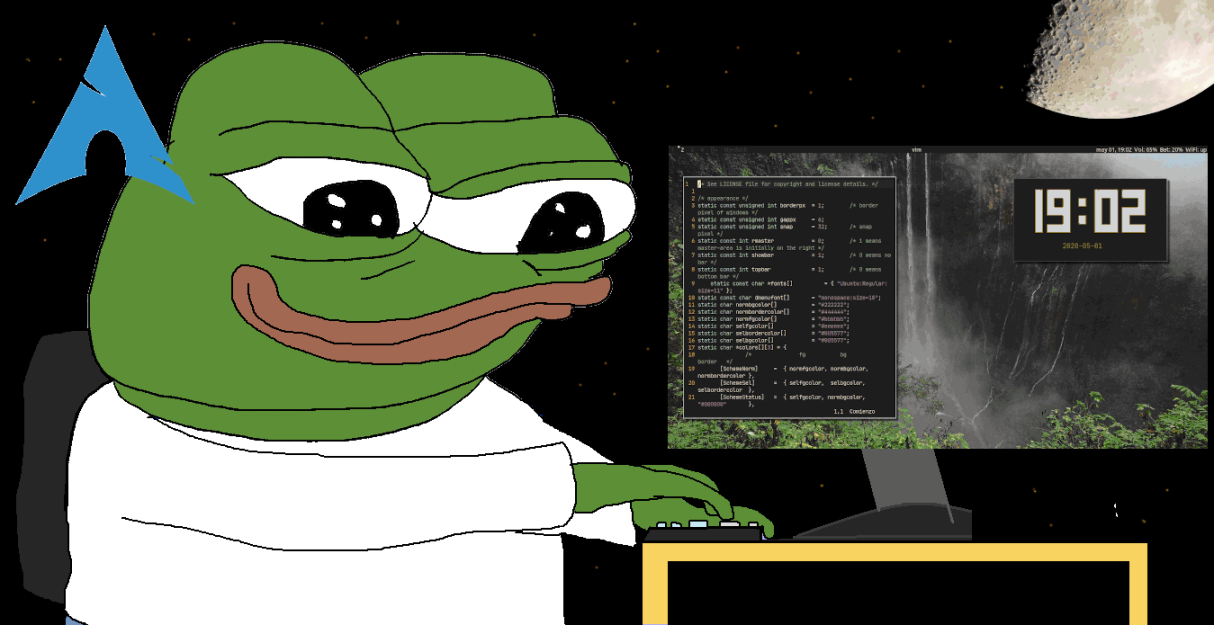 vim
may 01, 19:02 Vol: 65% Bat: 20% WiFi: up
1 /* See LICENSE file for copyright and license details. */
1
2 /* appearance */
3 static const unsigned int borderpx = 1; /* border
pixel of windows */
4 static const unsigned int gappx = 6;
5 static const unsigned int snap = 32; /* snap
pixel */
6 static const int rmaster = 0; /* 1 means
master-area is initially on the right */
7 static const int showbar = 1; /* 0 means no
bar */
8 static const int topbar = 1; /* 0 means
bottom bar */
9 static const char *fonts[] = { "Ubuntu:Regular:
size=11" };
10 static const char dmenufont[] = "monospace:size=10";
11 static char normbgcolor[] = "#222222";
12 static char normbordercolor[] = "#444444";
13 static char normfgcolor[] = "#bbbbbb";
14 static char selfgcolor[] = "#eeeeee";
15 static char selbordercolor[] = "#005577";
16 static char selbgcolor[] = "#005577";
17 static char *colors[][3] = {
18 /* fg bg
border */
19 [SchemeNorm] = { normfgcolor, normbgcolor,
normbordercolor },
20 [SchemeSel] = { selfgcolor, selbgcolor,
selbordercolor },
21 [SchemeStatus] = { selfgcolor, normbgcolor,
"#000000" },
1,1 Comienzo
19:02
2020-05-01